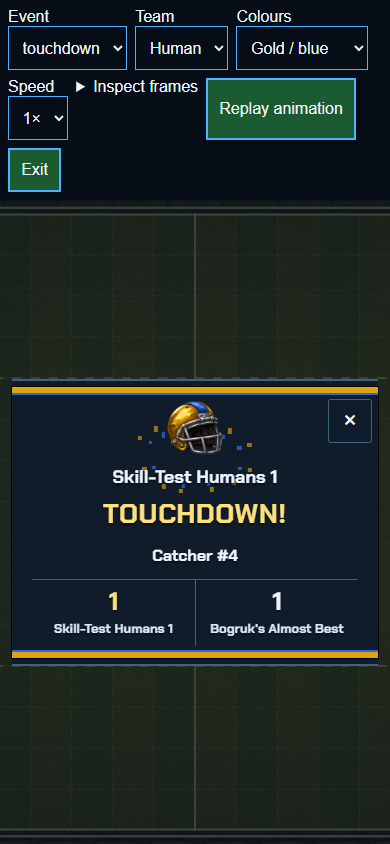 Event Team Colours
touchdown Human Gold / blue
Speed ▶ Inspect frames
1× Replay animation
Exit
×
Skill-Test Humans 1
TOUCHDOWN!
Catcher #4
1 1
Skill-Test Humans 1 Bogruk's Almost Best